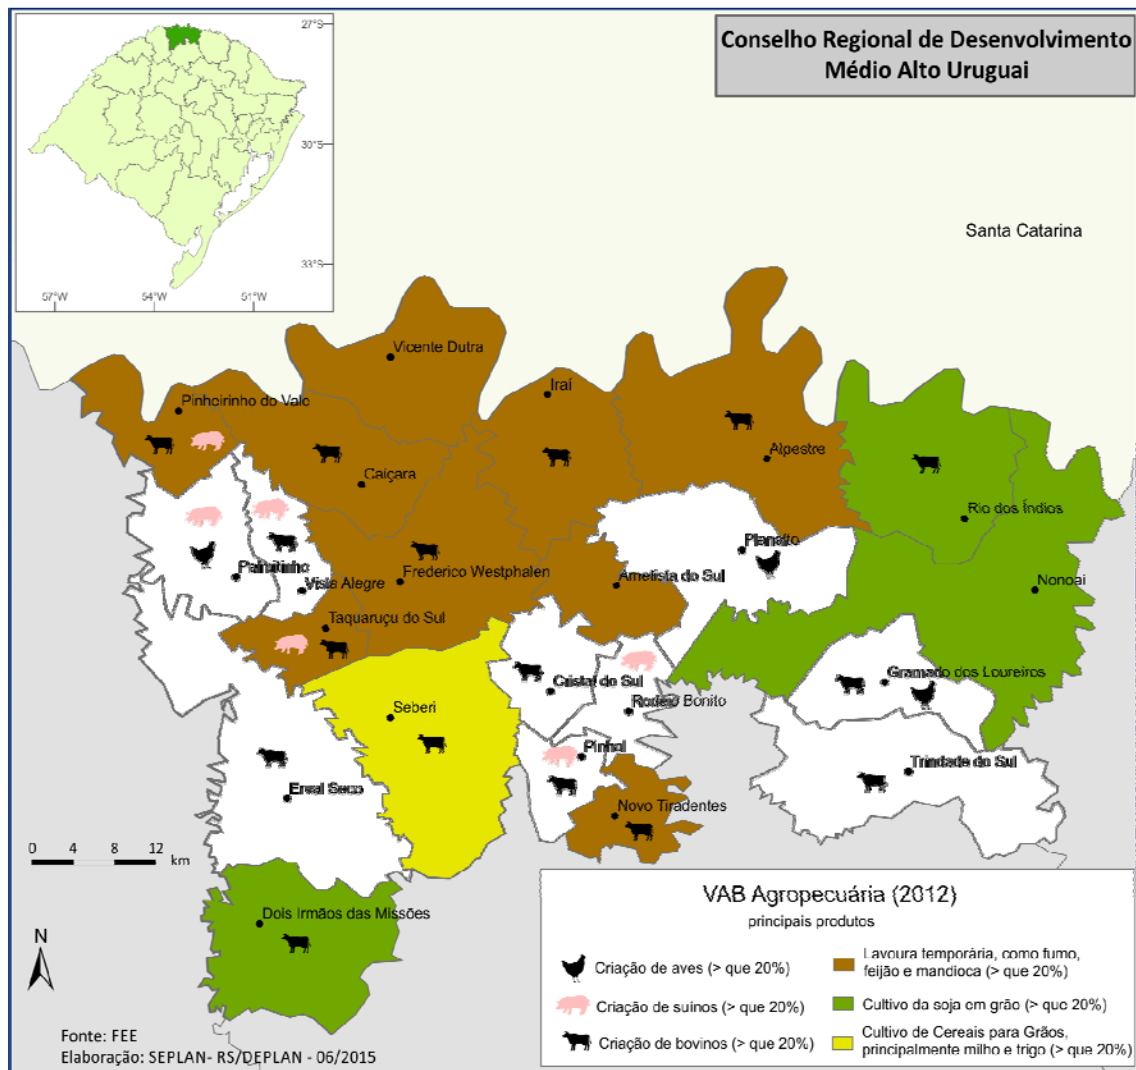 27°S
30°S
33°S
57°W
54°W
51°W
Conselho Regional de Desenvolvimento
Médio Alto Uruguai
Santa Catarina
Vicente Dutra
Iraí
Pinheirinho do Vale
Alpestre
Caiçara
Rio dos Índios
Planalto
Frederico Westphalen
Ametista do Sul
Vista Alegre
Nonoai
Taquaruçu do Sul
Gramado dos Loureiros
Cristal do Sul
Rodeio Bonito
Seberi
Pinhal
Trindade do Sul
Erval Seco
Novo Tiradentes
0 4 8 12
km
Dois Irmãos das Missões
N
VAB Agropecuária (2012)
principais produtos
Criação de aves (> que 20%)
Criação de suínos (> que 20%)
Criação de bovinos (> que 20%)
Lavoura temporária, como fumo,
feijão e mandioca (> que 20%)
Cultivo da soja em grão (> que 20%)
Cultivo de Cereais para Grãos,
principalmente milho e trigo (> que 20%)
Fonte: FEE
Elaboração: SEPLAN- RS/DEPLAN - 06/2015